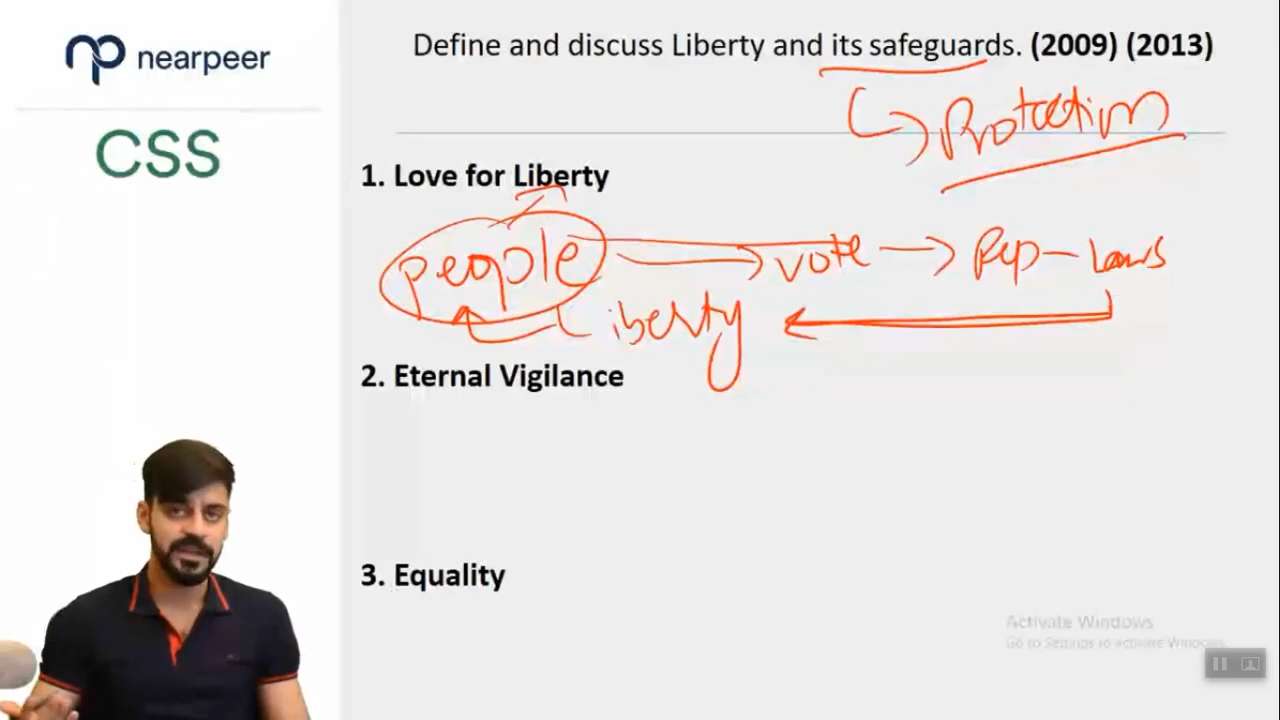 nearpeer
CSS
Define and discuss Liberty and its safeguards. (2009) (2013)
Protection
1. Love for Liberty
people vote Rep - Laws
Liberty
2. Eternal Vigilance
3. Equality
Activate Windows
Go to Settings to activate Windows.